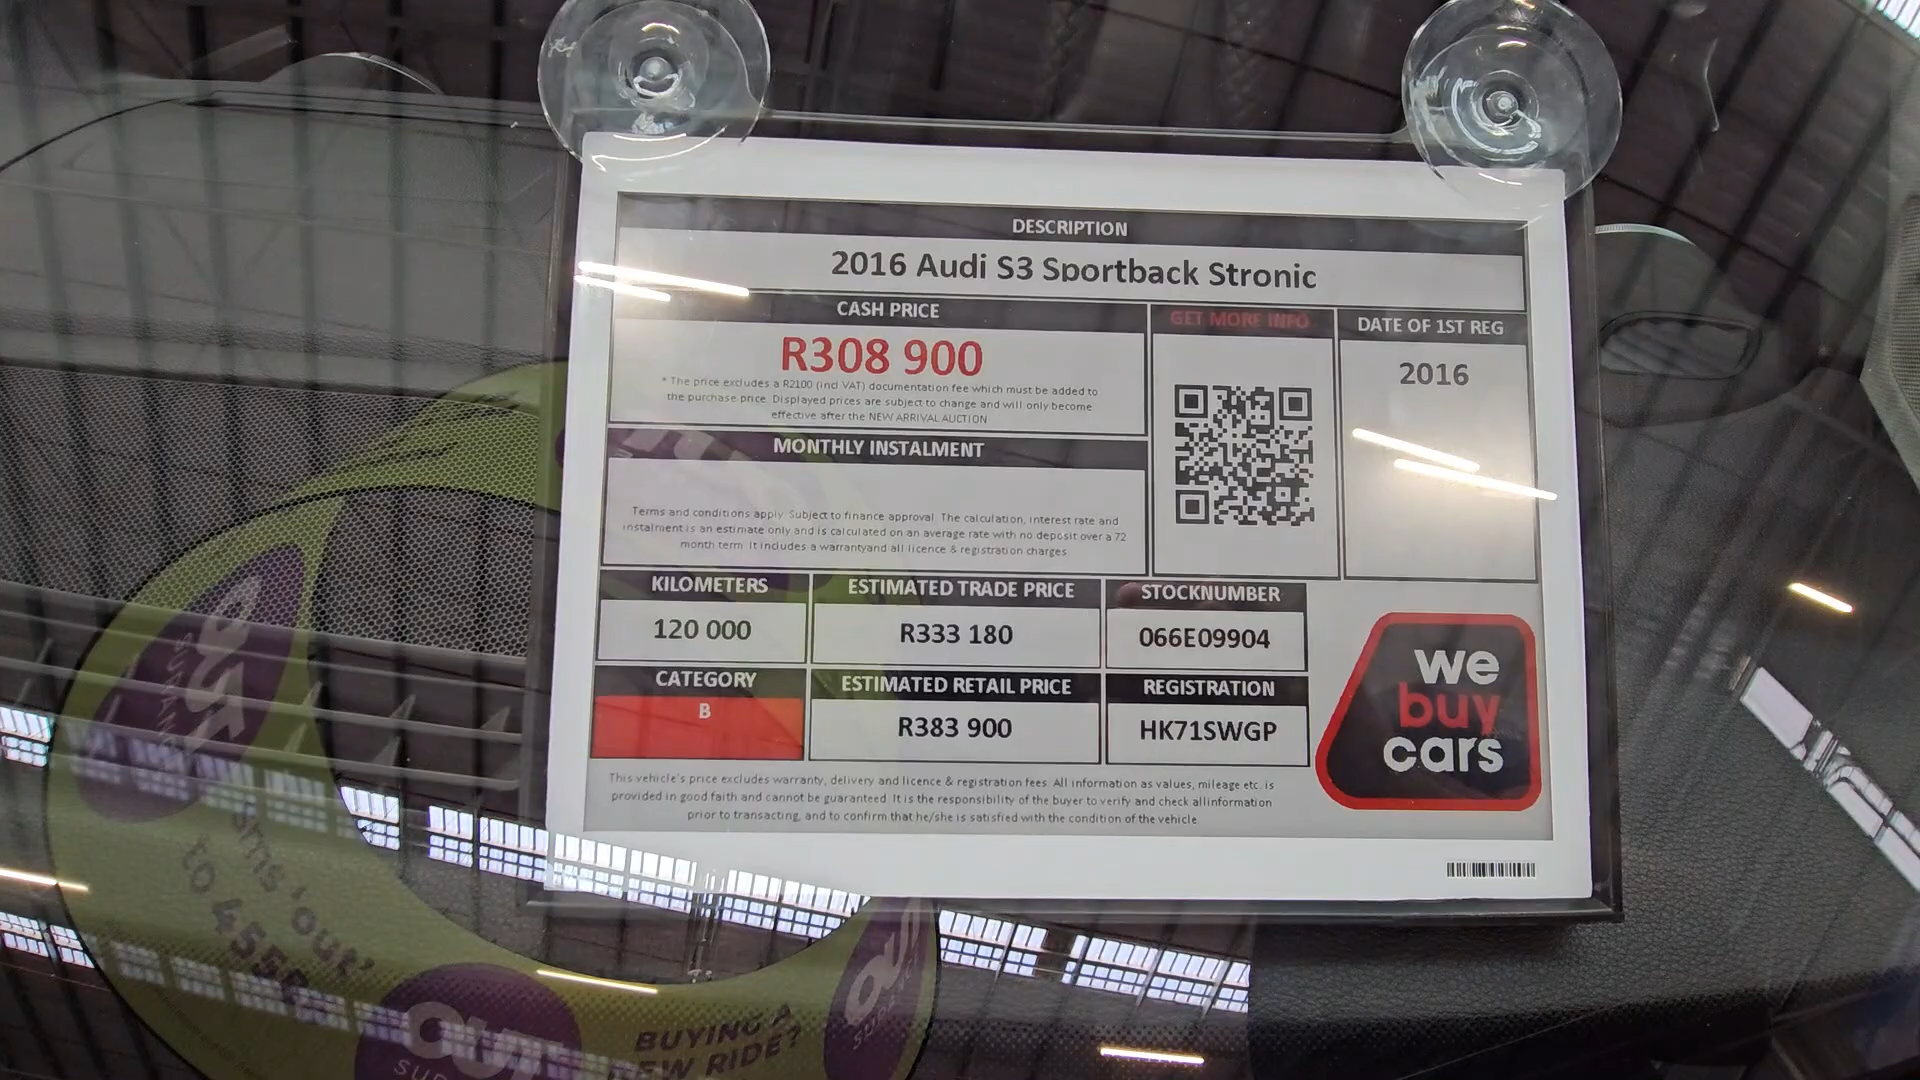 DESCRIPTION
2016 Audi S3 Sportback Stronic
CASH PRICE
R308 900
* The price excludes a R2100 (incl VAT) documentation fee which must be added to
the purchase price. Displayed prices are subject to change and will only become
effective after the NEW ARRIVAL AUCTION
GET MORE INFO
DATE OF 1ST REG
2016
MONTHLY INSTALMENT
Terms and conditions apply. Subject to finance approval. The calculation, interest rate and
instalment is an estimate only and is calculated on an average rate with no deposit over a 72
month term. It includes a warrantyand all licence & registration charges
KILOMETERS
120 000
ESTIMATED TRADE PRICE
R333 180
STOCKNUMBER
066E09904
CATEGORY
B
ESTIMATED RETAIL PRICE
R383 900
REGISTRATION
HK71SWGP
we
buy
cars
This vehicle's price excludes warranty, delivery and licence & registration fees. All information as values, mileage etc. is
provided in good faith and cannot be guaranteed. It is the responsibility of the buyer to verify and check allinformation
prior to transacting, and to confirm that he/she is satisfied with the condition of the vehicle.
'out'
to
OUT
BUYING A
RIDE?